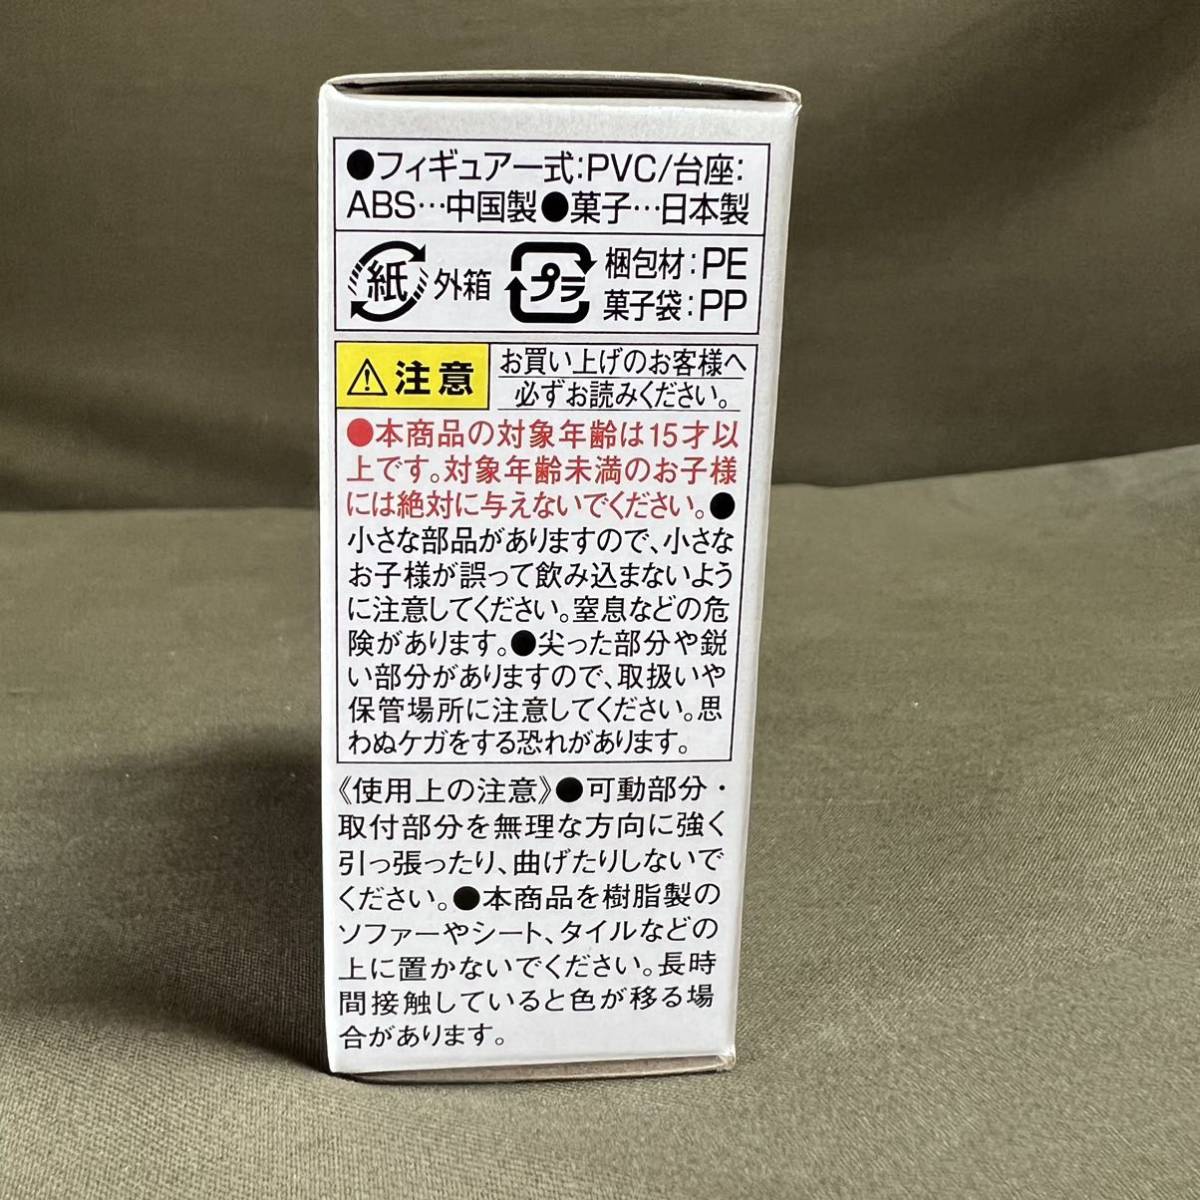 ●フィギュア一式：PVC/台座：
ABS…中国製●菓子…日本製
紙 外箱
プラ 梱包材：PE
菓子袋：PP
⚠注意
お買い上げのお客様へ
必ずお読みください。
●本商品の対象年齢は15才以
上です。対象年齢未満のお子様
には絶対に与えないでください。●
小さな部品がありますので、小さな
お子様が誤って飲み込まないよう
に注意してください。窒息などの危
険があります。●尖った部分や鋭
い部分がありますので、取扱いや
保管場所に注意してください。思
わぬケガをする恐れがあります。
《使用上の注意》●可動部分・
取付部分を無理な方向に強く
引っ張ったり、曲げたりしないで
ください。●本商品を樹脂製の
ソファーやシート、タイルなどの
上に置かないでください。長時
間接触していると色が移る場
合があります。